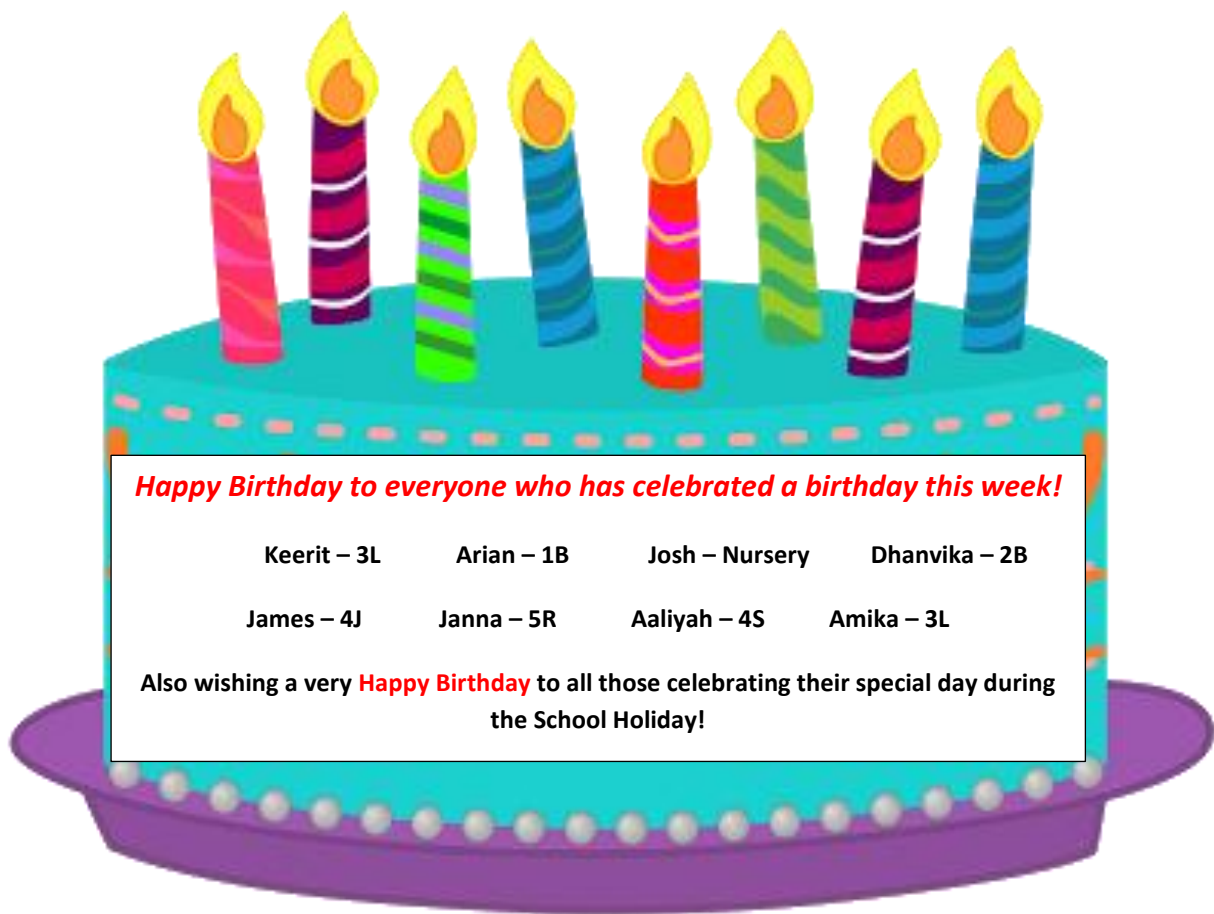 Happy Birthday to everyone who has celebrated a birthday this week!
Keerit – 3L Arian – 1B Josh – Nursery Dhanvika – 2B
James – 4J Janna – 5R Aaliyah – 4S Amika – 3L
Also wishing a very Happy Birthday to all those celebrating their special day during
the School Holiday!